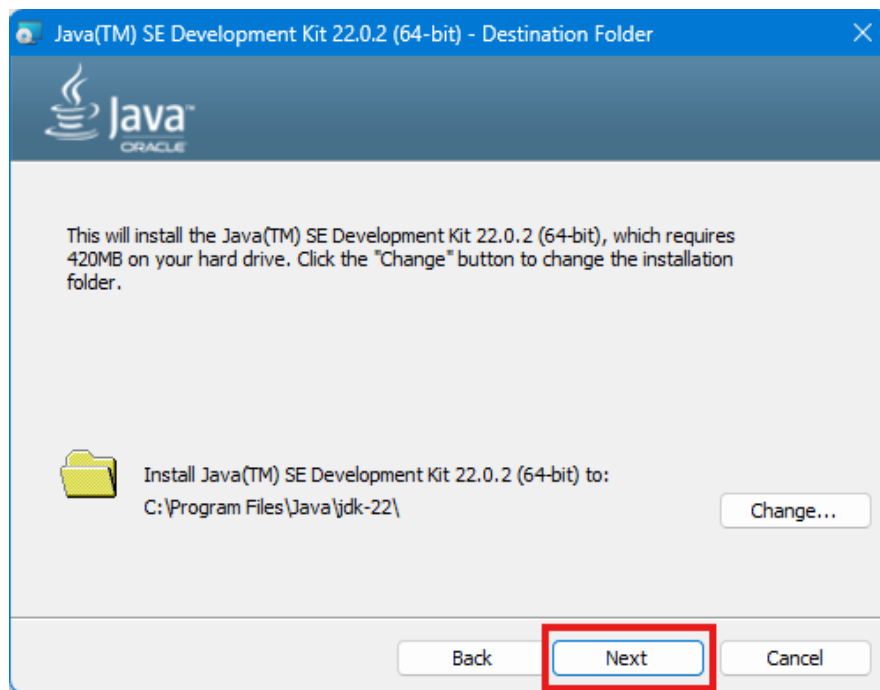 Java(TM) SE Development Kit 22.0.2 (64-bit) - Destination Folder
Java™
ORACLE
This will install the Java(TM) SE Development Kit 22.0.2 (64-bit), which requires
420MB on your hard drive. Click the "Change" button to change the installation
folder.
Install Java(TM) SE Development Kit 22.0.2 (64-bit) to:
C:\Program Files\Java\jdk-22\
Change...
Back Next Cancel